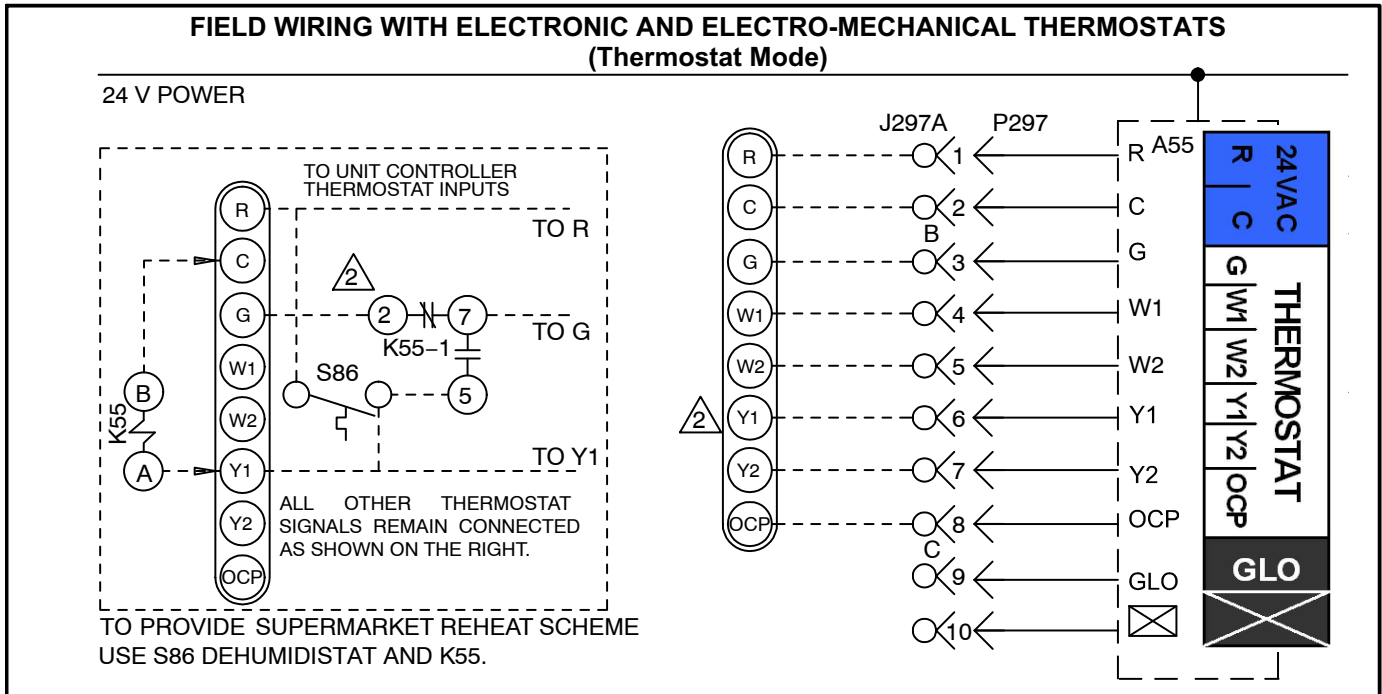 FIELD WIRING WITH ELECTRONIC AND ELECTRO-MECHANICAL THERMOSTATS
(Thermostat Mode)
24 V POWER
TO UNIT CONTROLLER
THERMOSTAT INPUTS
R
TO R
C
2
G
2
7
TO G
K55-1
W1
S86
5
B
K55
A
W2
Y1
TO Y1
ALL OTHER THERMOSTAT
SIGNALS REMAIN CONNECTED
AS SHOWN ON THE RIGHT.
Y2
OCP
TO PROVIDE SUPERMARKET REHEAT SCHEME
USE S86 DEHUMIDISTAT AND K55.
J297A P297
R 1 R A55
C 2 C
B
G 3 G
W1 4 W1
W2 5 W2
2 Y1 6 Y1
Y2 7 Y2
OCP 8 OCP
C
9 GLO
10
24 VAC
R C
THERMOSTAT
G W1 W2 Y1 Y2 OCP
GLO